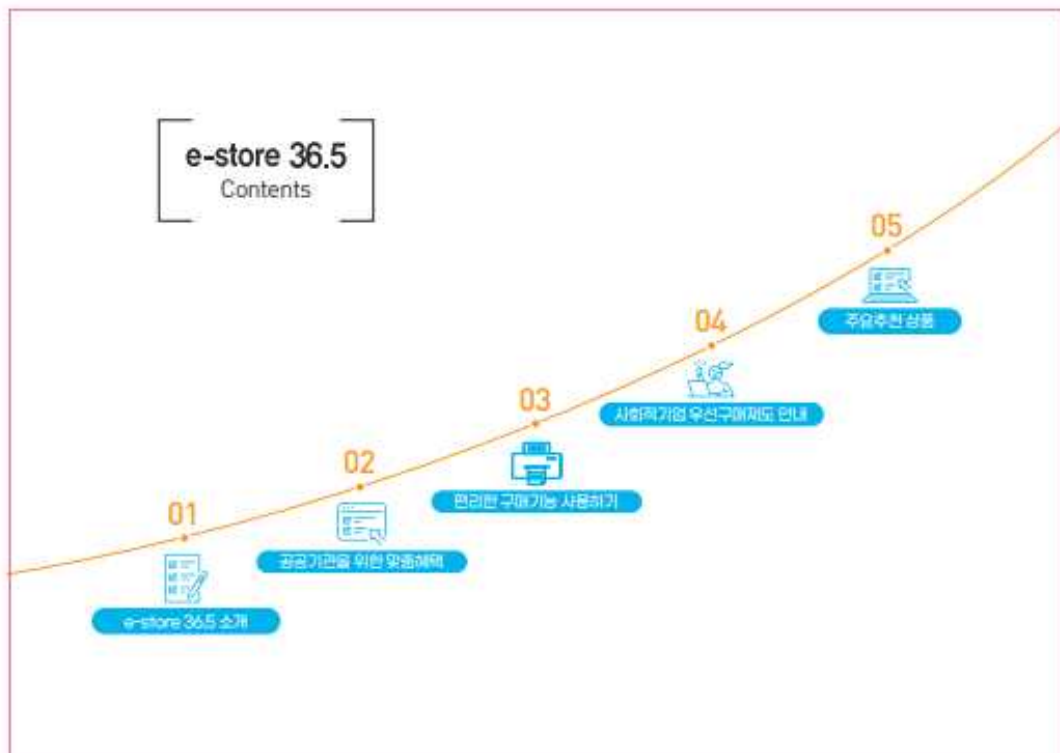 e-store 36.5
Contents
01
e-store 36.5 소개
02
공공기관을 위한 맞춤혜택
03
편리한 구매기능 사용하기
04
사회적기업 우선구매제도 안내
05
주요추천 상품